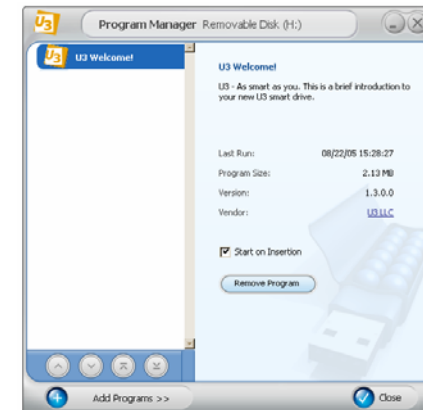 U3
Program Manager Removable Disk (H:)
U3 U3 Welcome!
U3 Welcome!
U3 - As smart as you. This is a brief introduction to
your new U3 smart drive.
Last Run: 08/22/05 15:28:27
Program Size: 2.13 MB
Version: 1.3.0.0
Vendor: U3 LLC
Start on Insertion
Remove Program
Add Programs >>
Close